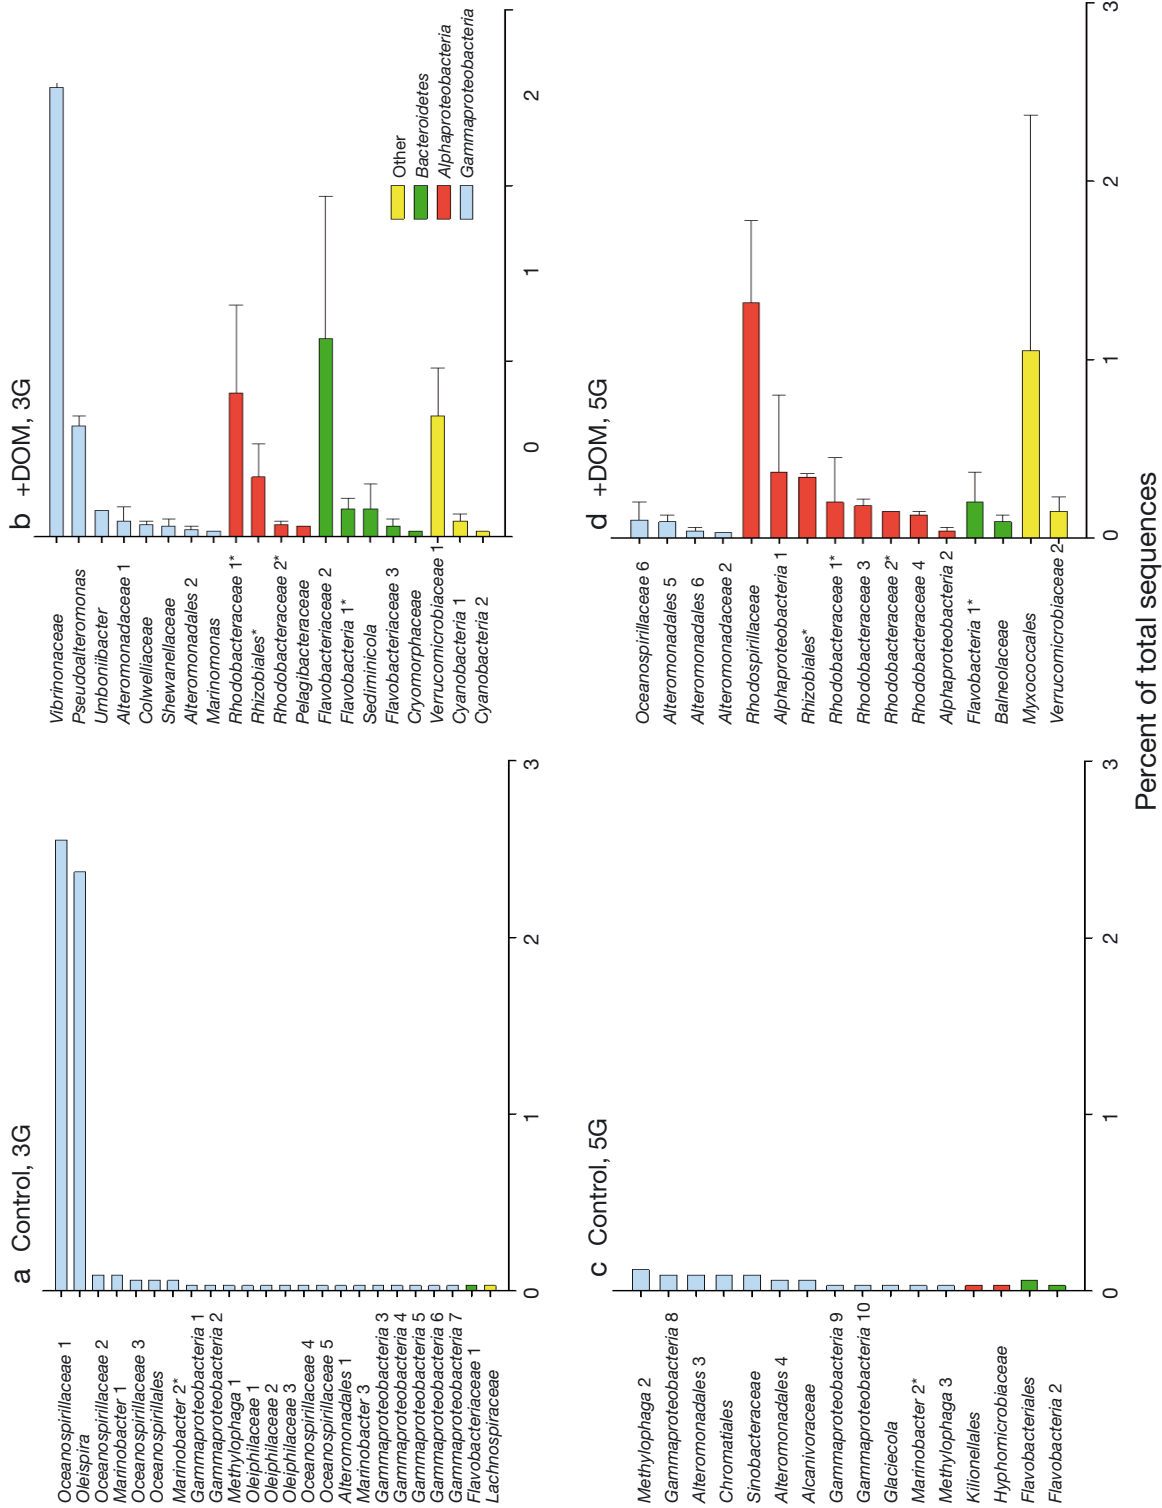 a Control, 3G
Oceanospirillaceae 1
Oleispira
Oceanospirillaceae 2
Marinobacter 1
Oceanospirillaceae 3
Oceanospirillales
Marinobacter 2*
Gammaproteobacteria 1
Gammaproteobacteria 2
Methylophaga 1
Oleiphilaceae 1
Oleiphilaceae 2
Oleiphilaceae 3
Oceanospirillaceae 4
Oceanospirillaceae 5
Alteromonadales 1
Marinobacter 3
Gammaproteobacteria 3
Gammaproteobacteria 4
Gammaproteobacteria 5
Gammaproteobacteria 6
Gammaproteobacteria 7
Flavobacteriaceae 1
Lachnospiraceae
0 1 2 3
b +DOM, 3G
Vibrinonaceae
Pseudoalteromonas
Umboniibacter
Alteromonadaceae 1
Colwelliaceae
Shewanellaceae
Alteromonadales 2
Marinomonas
Rhodobacteraceae 1*
Rhizobiales*
Rhodobacteraceae 2*
Pelagibacteraceae
Flavobacteriaceae 2
Flavobacteria 1*
Sediminicola
Flavobacteriaceae 3
Cryomorphaceae
Verrucomicrobiaceae 1
Cyanobacteria 1
Cyanobacteria 2
0 1 2
Other
Bacteroidetes
Alphaproteobacteria
Gammaproteobacteria
c Control, 5G
Methylophaga 2
Gammaproteobacteria 8
Alteromonadales 3
Chromatiales
Sinobacteraceae
Alteromonadales 4
Alcanivoraceae
Gammaproteobacteria 9
Gammaproteobacteria 10
Glaciecola
Marinobacter 2*
Methylophaga 3
Kilionellales
Hyphomicrobiaceae
Flavobacteriales
Flavobacteria 2
0 1 2 3
d +DOM, 5G
Oceanospirillaceae 6
Alteromonadales 5
Alteromonadales 6
Alteromonadaceae 2
Rhodospirillaceae
Alphaproteobacteria 1
Rhizobiales*
Rhodobacteraceae 1*
Rhodobacteraceae 3
Rhodobacteraceae 2*
Rhodobacteraceae 4
Alphaproteobacteria 2
Flavobacteria 1*
Balneolaceae
Myxococcales
Verrucomicrobiaceae 2
0 1 2 3
Percent of total sequences